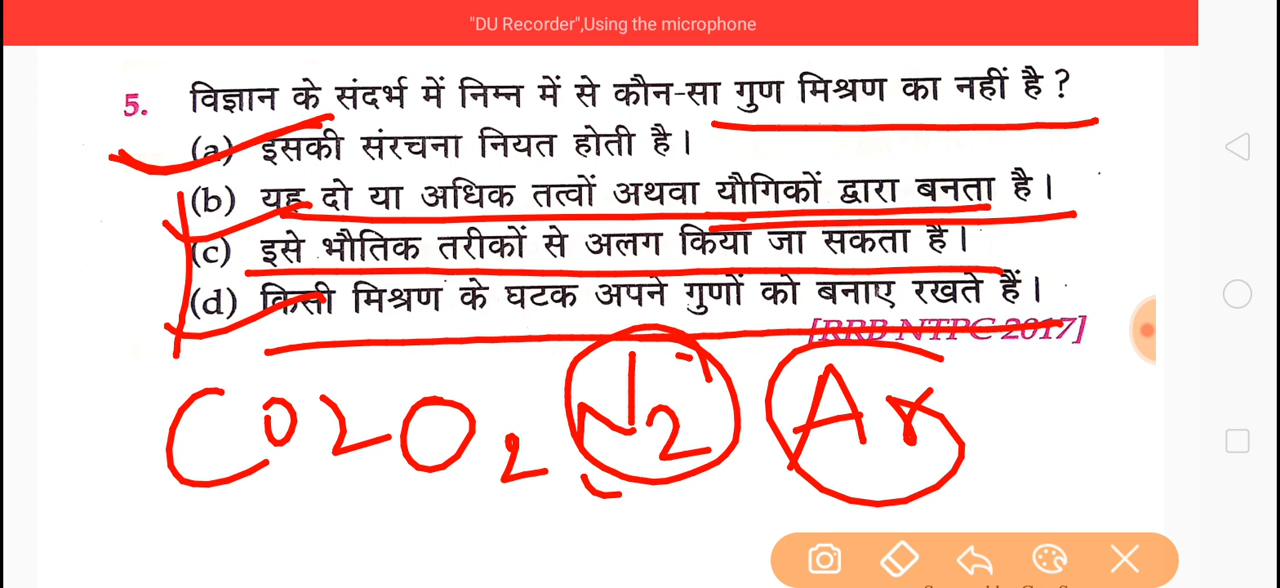 "DU Recorder",Using the microphone
5. विज्ञान के संदर्भ में निम्न में से कौन-सा गुण मिश्रण का नहीं है ?
(a) इसकी संरचना नियत होती है।
(b) यह दो या अधिक तत्वों अथवा यौगिकों द्वारा बनता है।
(c) इसे भौतिक तरीकों से अलग किया जा सकता है।
(d) किसी मिश्रण के घटक अपने गुणों को बनाए रखते हैं।
[RRB NTPC 2017]
CO2 O2 N2 Ar